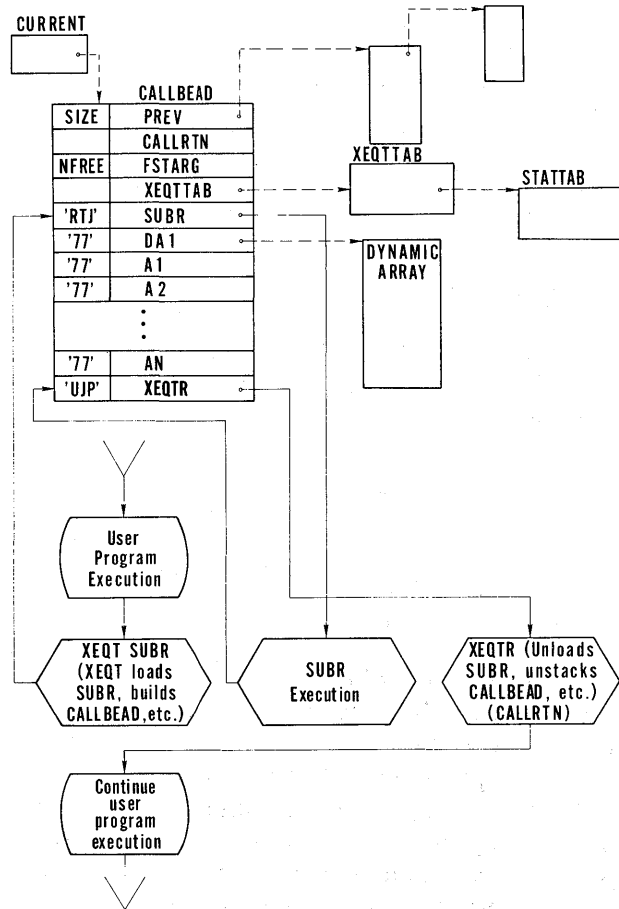 CURRENT
CALLBEAD
SIZE PREV
CALLRTN
NFREE FSTARG
XEQTTAB
'RTJ' SUBR
'77' DA1
'77' A1
'77' A2
'77' AN
'UJP' XEQTR
XEQTTAB
STATTAB
DYNAMIC
ARRAY
User
Program
Execution
XEQT SUBR
(XEQT loads
SUBR, builds
CALLBEAD,etc.)
SUBR
Execution
XEQTR (Unloads
SUBR, unstacks
CALLBEAD, etc.)
(CALLRTN)
Continue
user
program
execution